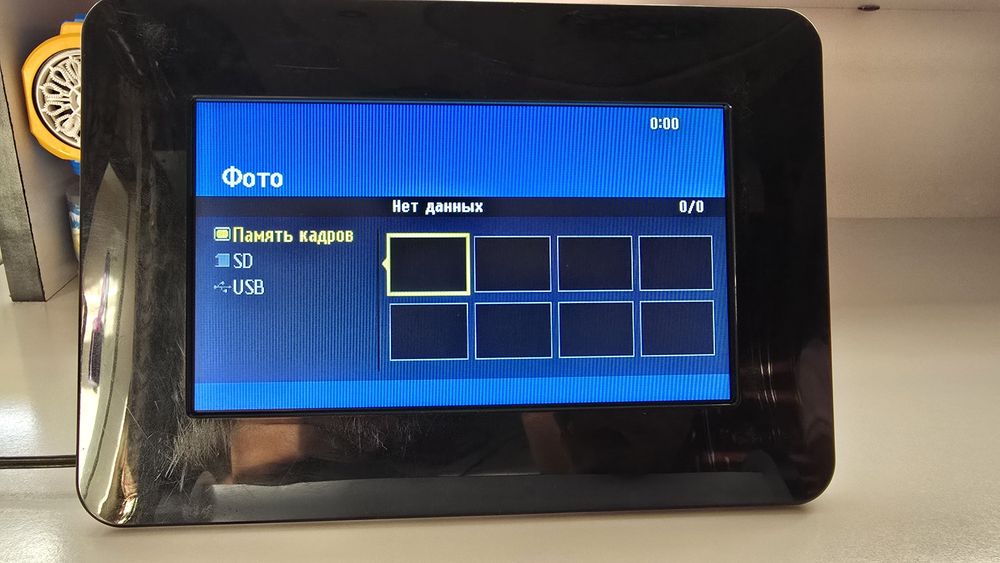 0:00
Фото
Нет данных 0/0
Память кадров
SD
USB